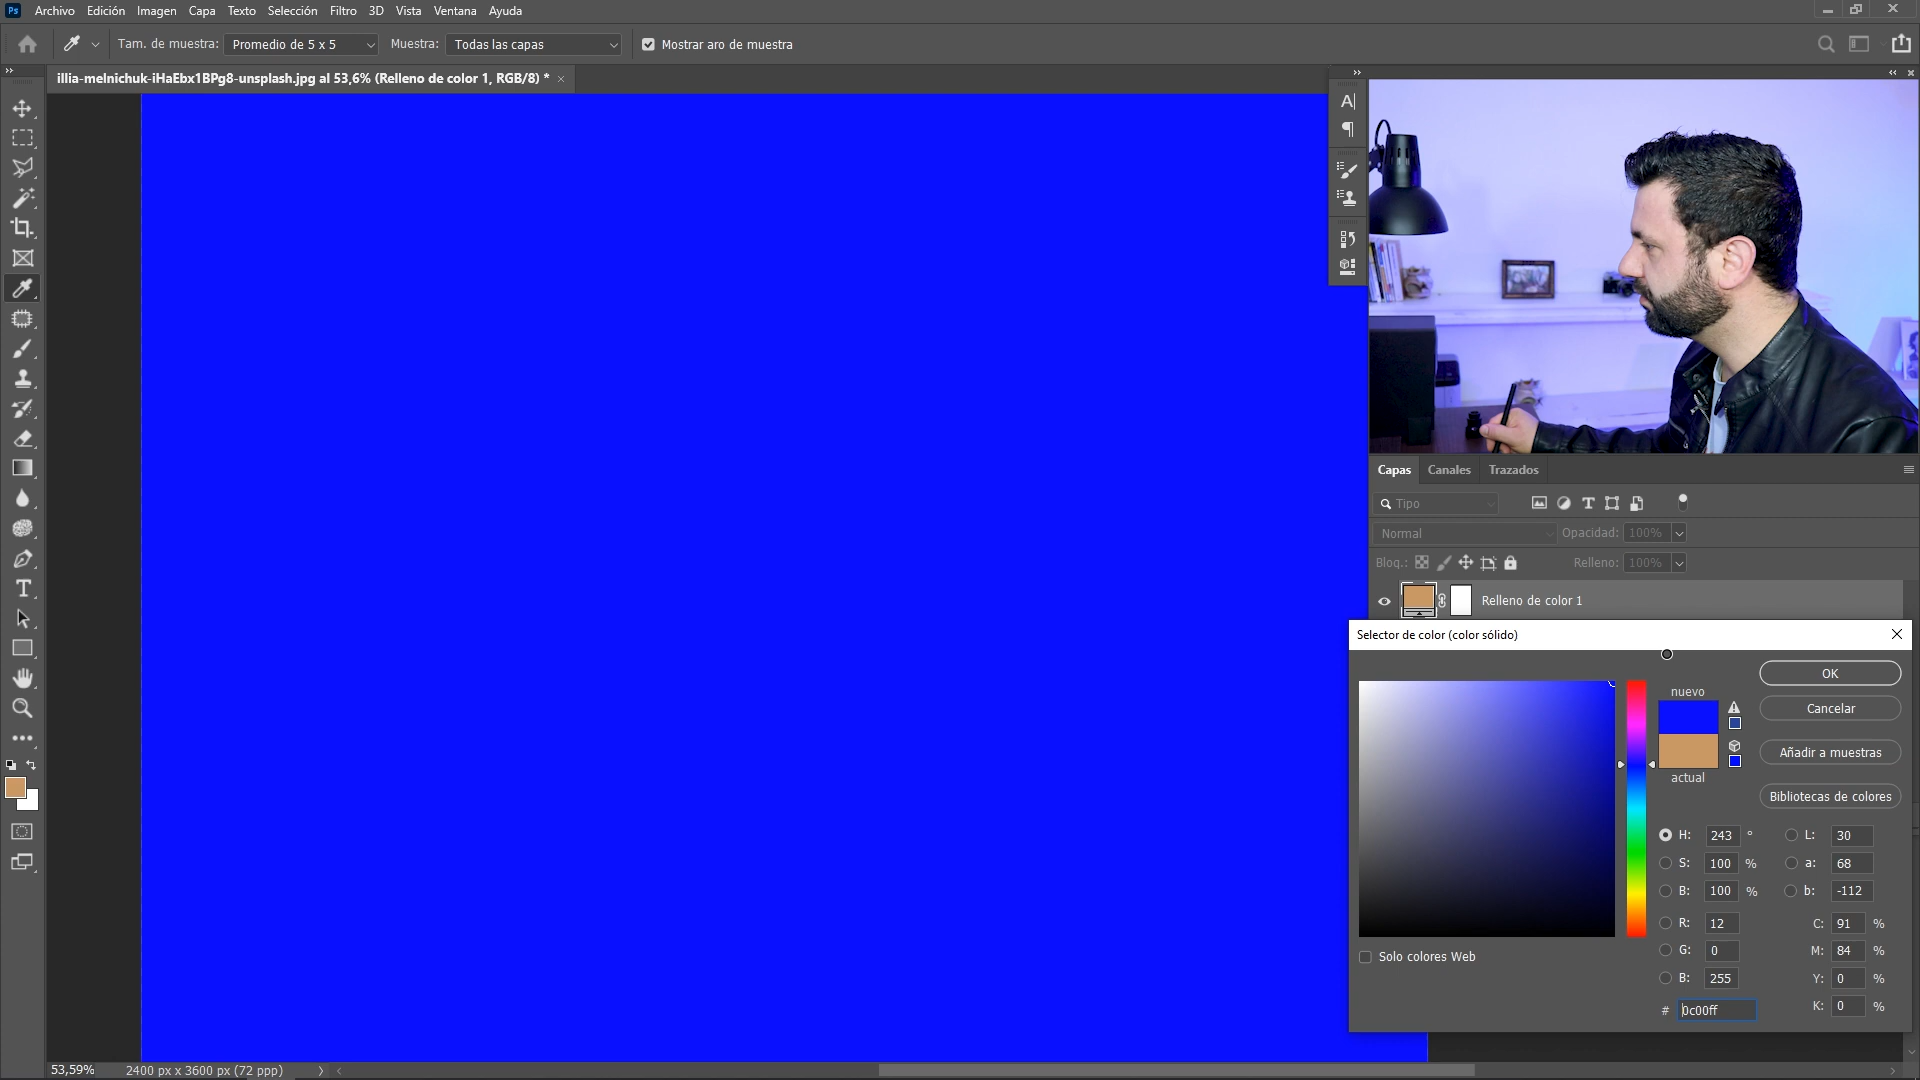 Ps Archivo Edición Imagen Capa Texto Selección Filtro 3D Vista Ventana Ayuda
Tam. de muestra: Promedio de 5 x 5 Muestra: Todas las capas Mostrar aro de muestra
illia-melnichuk-iHaEbx1BPg8-unsplash.jpg al 53,6% (Relleno de color 1, RGB/8) *
Capas Canales Trazados
Tipo
Normal Opacidad: 100%
Bloq.: Relleno: 100%
Relleno de color 1
Selector de color (color sólido)
nuevo
actual
OK
Cancelar
Añadir a muestras
Bibliotecas de colores
H: 243 ° L: 30
S: 100 % a: 68
B: 100 % b: -112
R: 12 C: 91 %
G: 0 M: 84 %
B: 255 Y: 0 %
# 0c00ff K: 0 %
Solo colores Web
53,59% 2400 px x 3600 px (72 ppp)